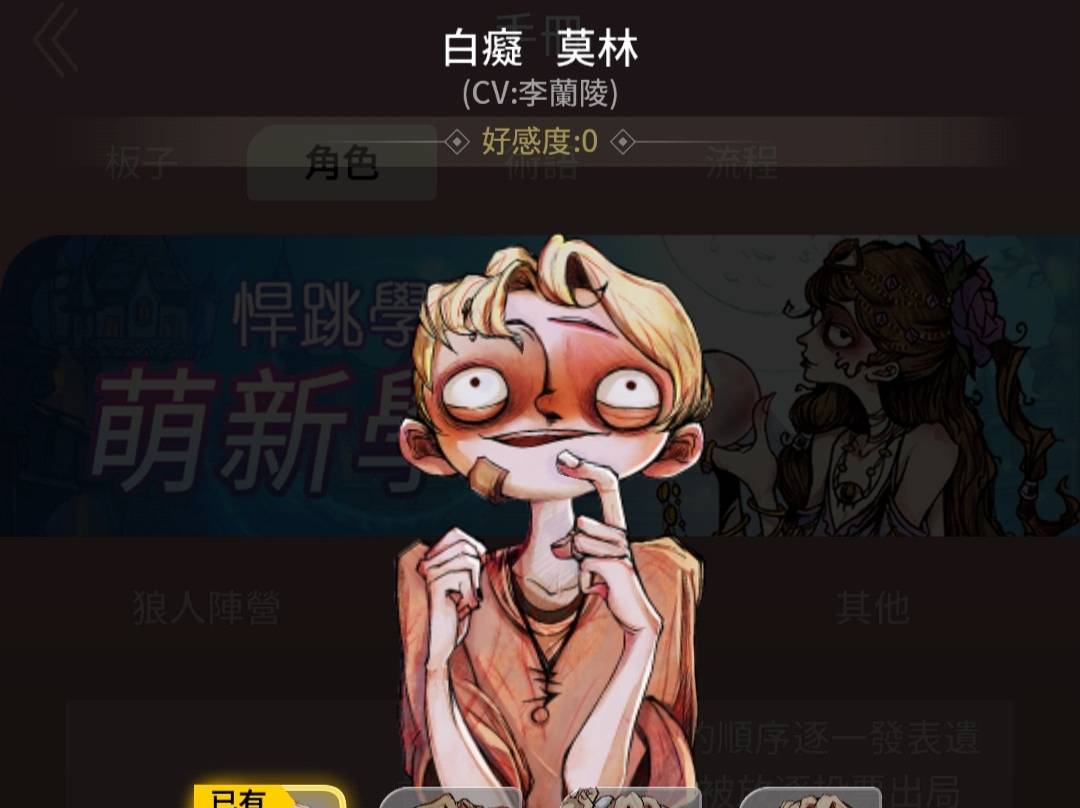 手冊
白癡 莫林
(CV:李蘭陵)
好感度:0
板子 角色 術語 流程
悍跳學
萌新學
狼人陣營 其他
的順序逐一發表遺
被放逐投票出局
已有